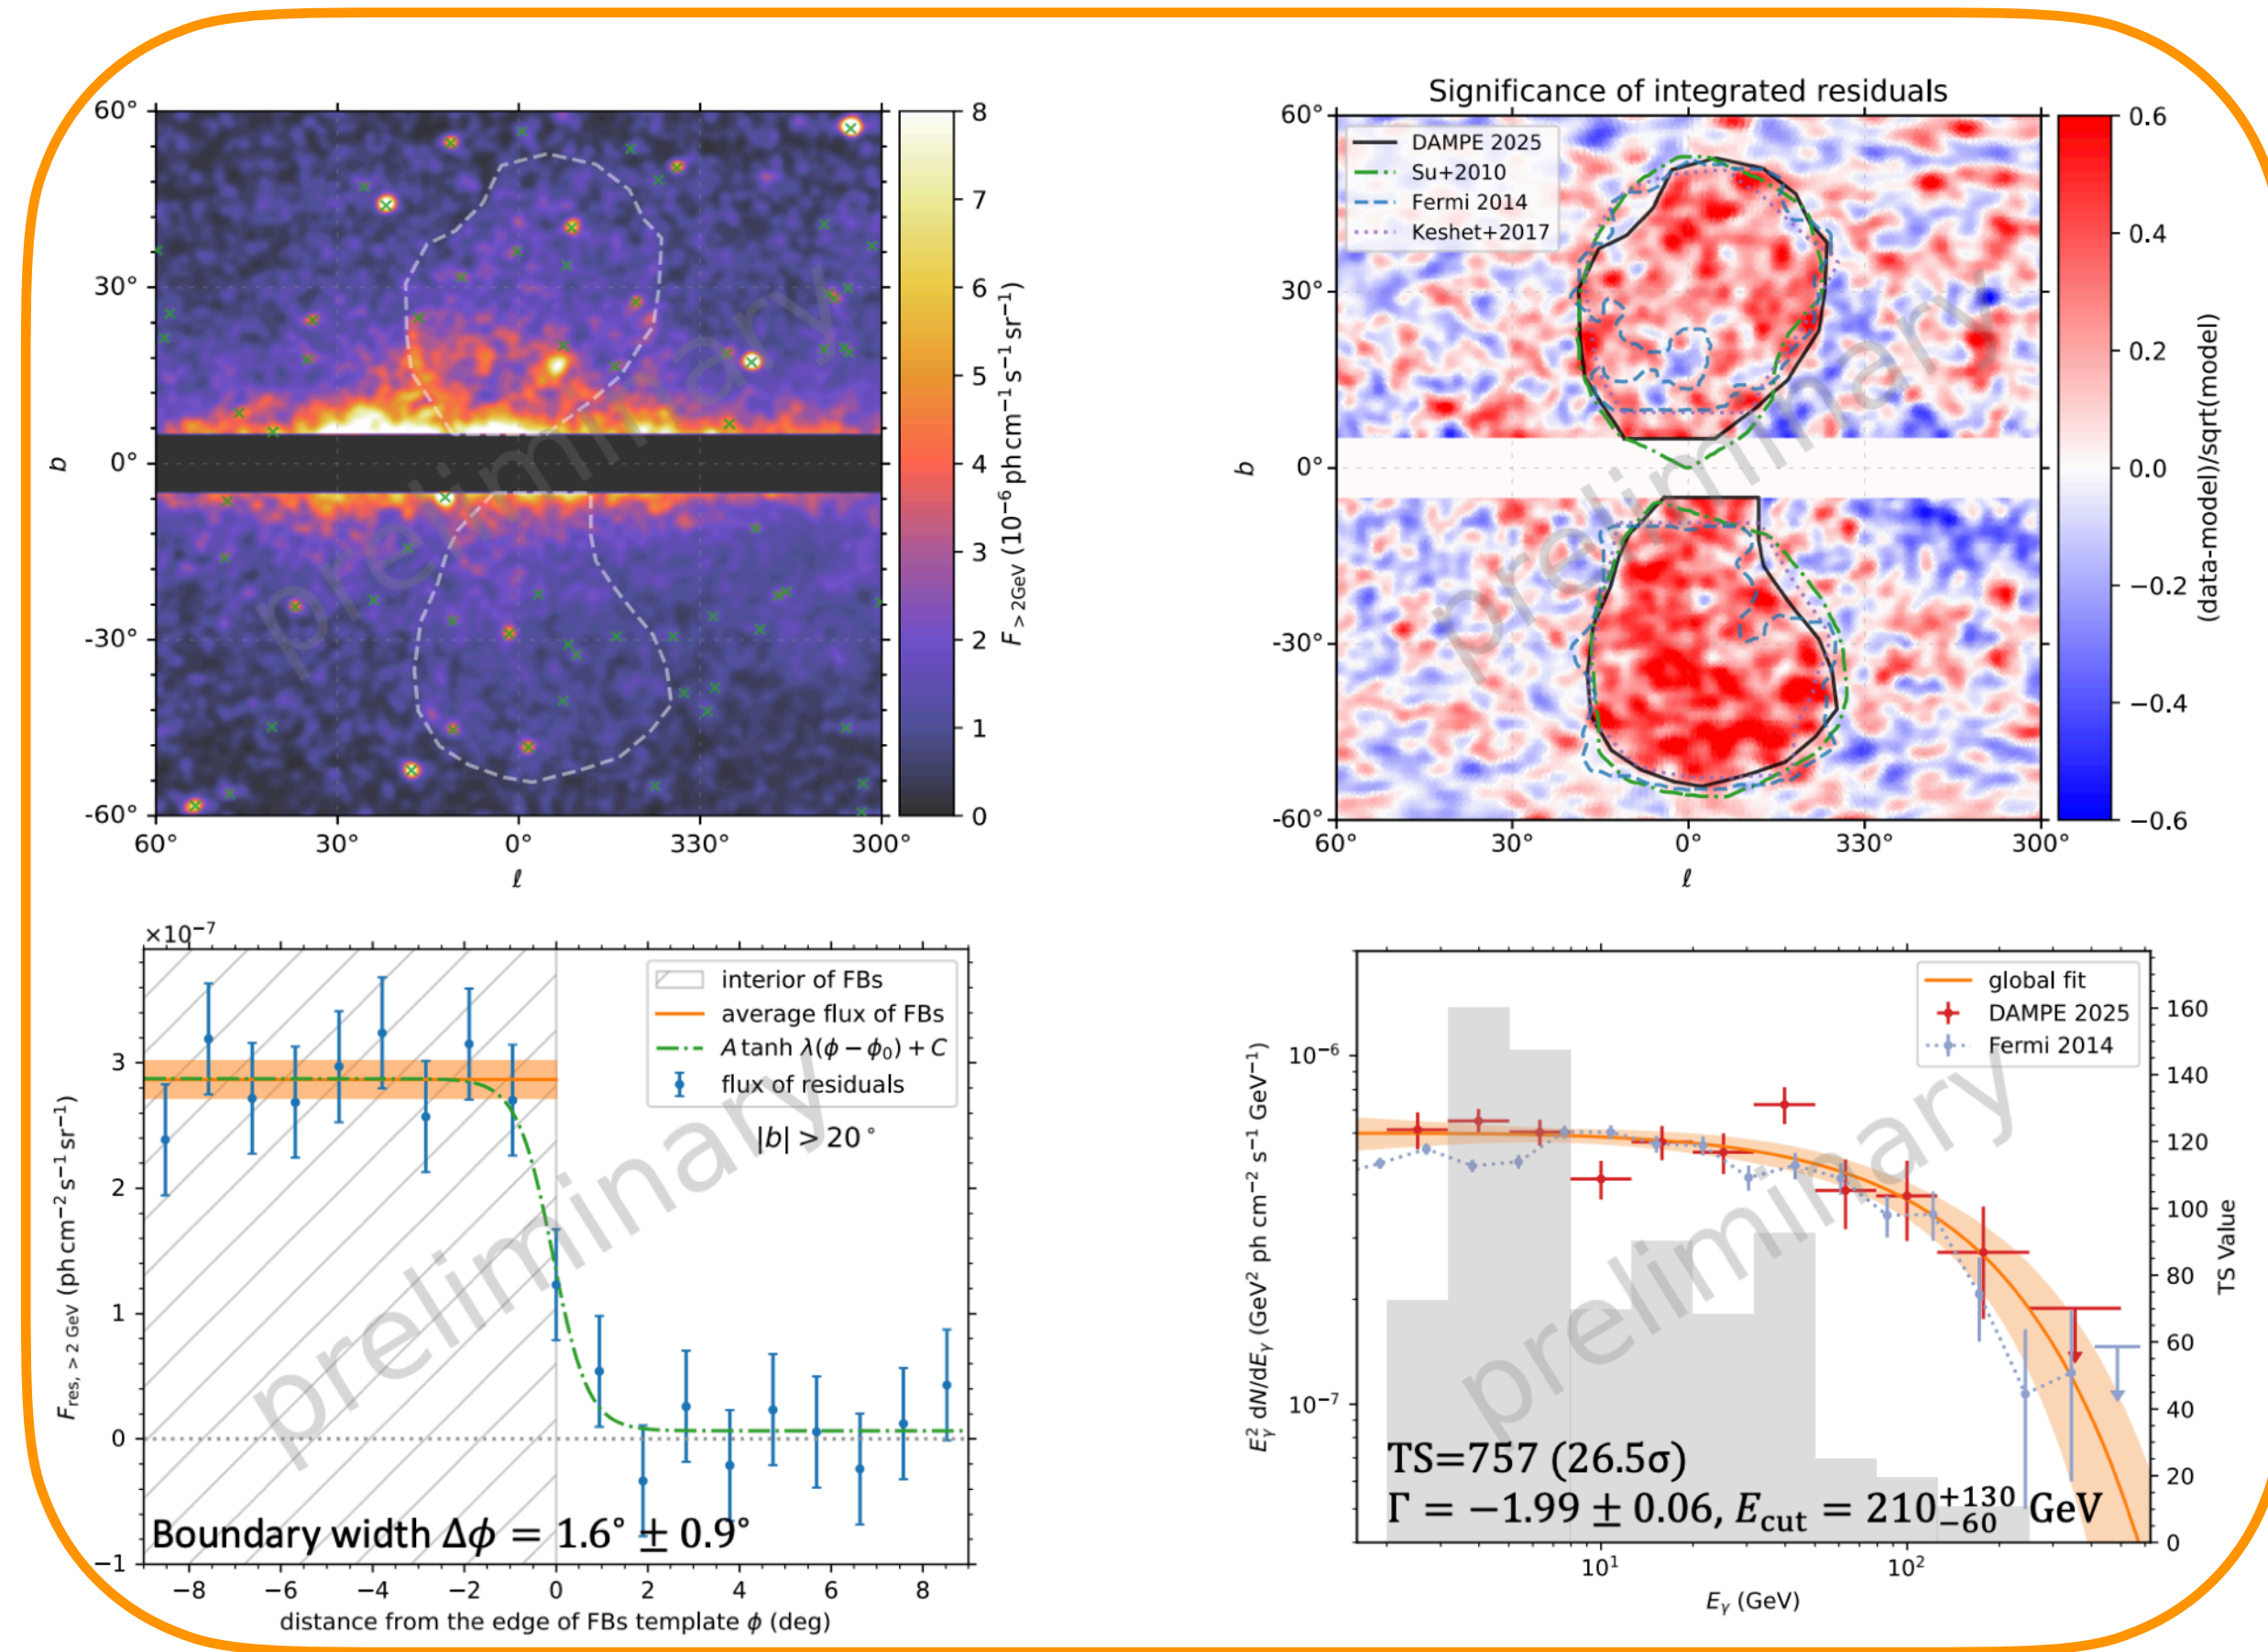 60°
30°
0°
-30°
-60°
b
60°
30°
0°
330°
300°
ℓ
8
7
6
5
4
3
2
1
0
F>2GeV (10⁻⁶ ph cm⁻² s⁻¹ sr⁻¹)
preliminary
Significance of integrated residuals
DAMPE 2025
Su+2010
Fermi 2014
Keshet+2017
60°
30°
0°
-30°
-60°
b
60°
30°
0°
330°
300°
ℓ
0.6
0.4
0.2
0.0
−0.2
−0.4
−0.6
(data-model)/sqrt(model)
preliminary
×10⁻⁷
interior of FBs
average flux of FBs
A tanh λ(ϕ − ϕ₀) + C
flux of residuals
|b| > 20°
3
2
1
0
−1
F_res, > 2 GeV (ph cm⁻² s⁻¹ sr⁻¹)
preliminary
Boundary width Δϕ = 1.6° ± 0.9°
−8
−6
−4
−2
0
2
4
6
8
distance from the edge of FBs template ϕ (deg)
global fit
DAMPE 2025
Fermi 2014
10⁻⁶
10⁻⁷
E_γ² dN/dE_γ (GeV² ph cm⁻² s⁻¹ GeV⁻¹)
160
140
120
100
80
60
40
20
0
TS Value
preliminary
TS=757 (26.5σ)
Γ = −1.99 ± 0.06, E_cut = 210⁺¹³⁰₋₆₀ GeV
10¹
10²
E_γ (GeV)